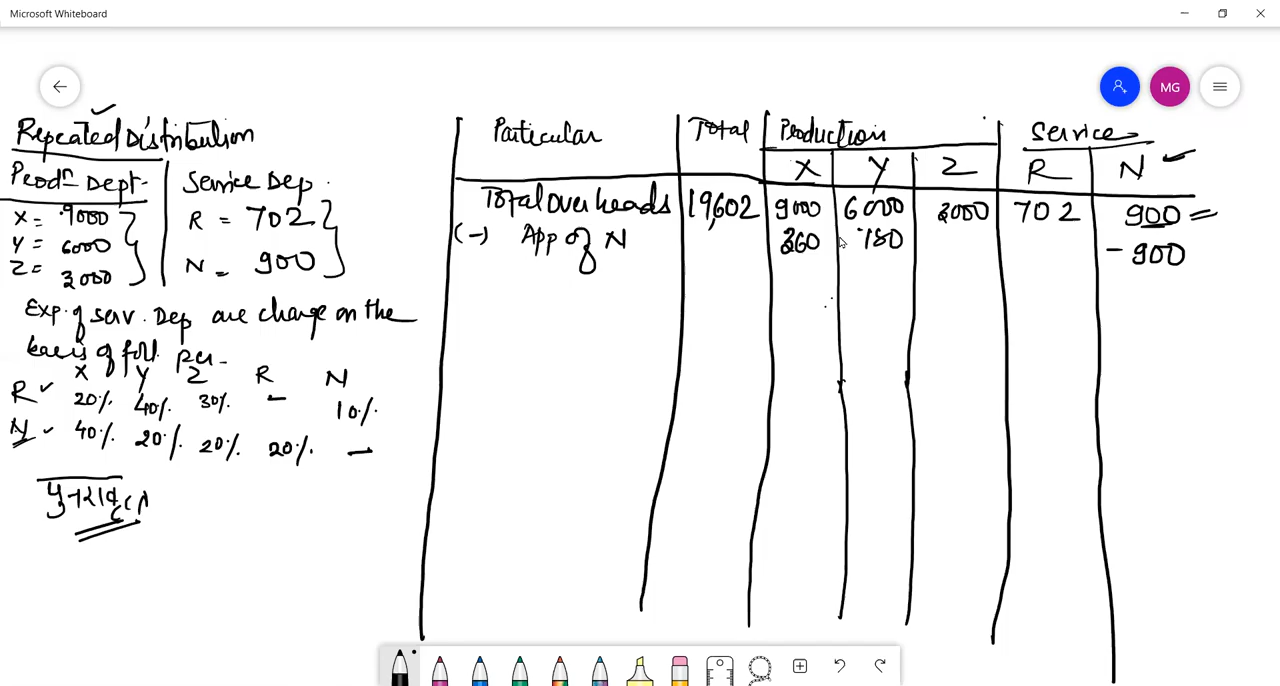 Microsoft Whiteboard
MG
Repeated Distribution
Prodn Dept.
Service Dep.
X = 9000
Y = 6000
Z = 3000
R = 702
N = 900
Exp. of serv. Dep are charge on the
basis of foll per-
X Y Z R N
R 20% 40% 30% - 10%
N 40% 20% 20% 20% -
Particular Total Production Service
X Y Z R N
Total overheads 19,602 9000 6000 3000 702 900 =
(-) App of N 360 180 - 900